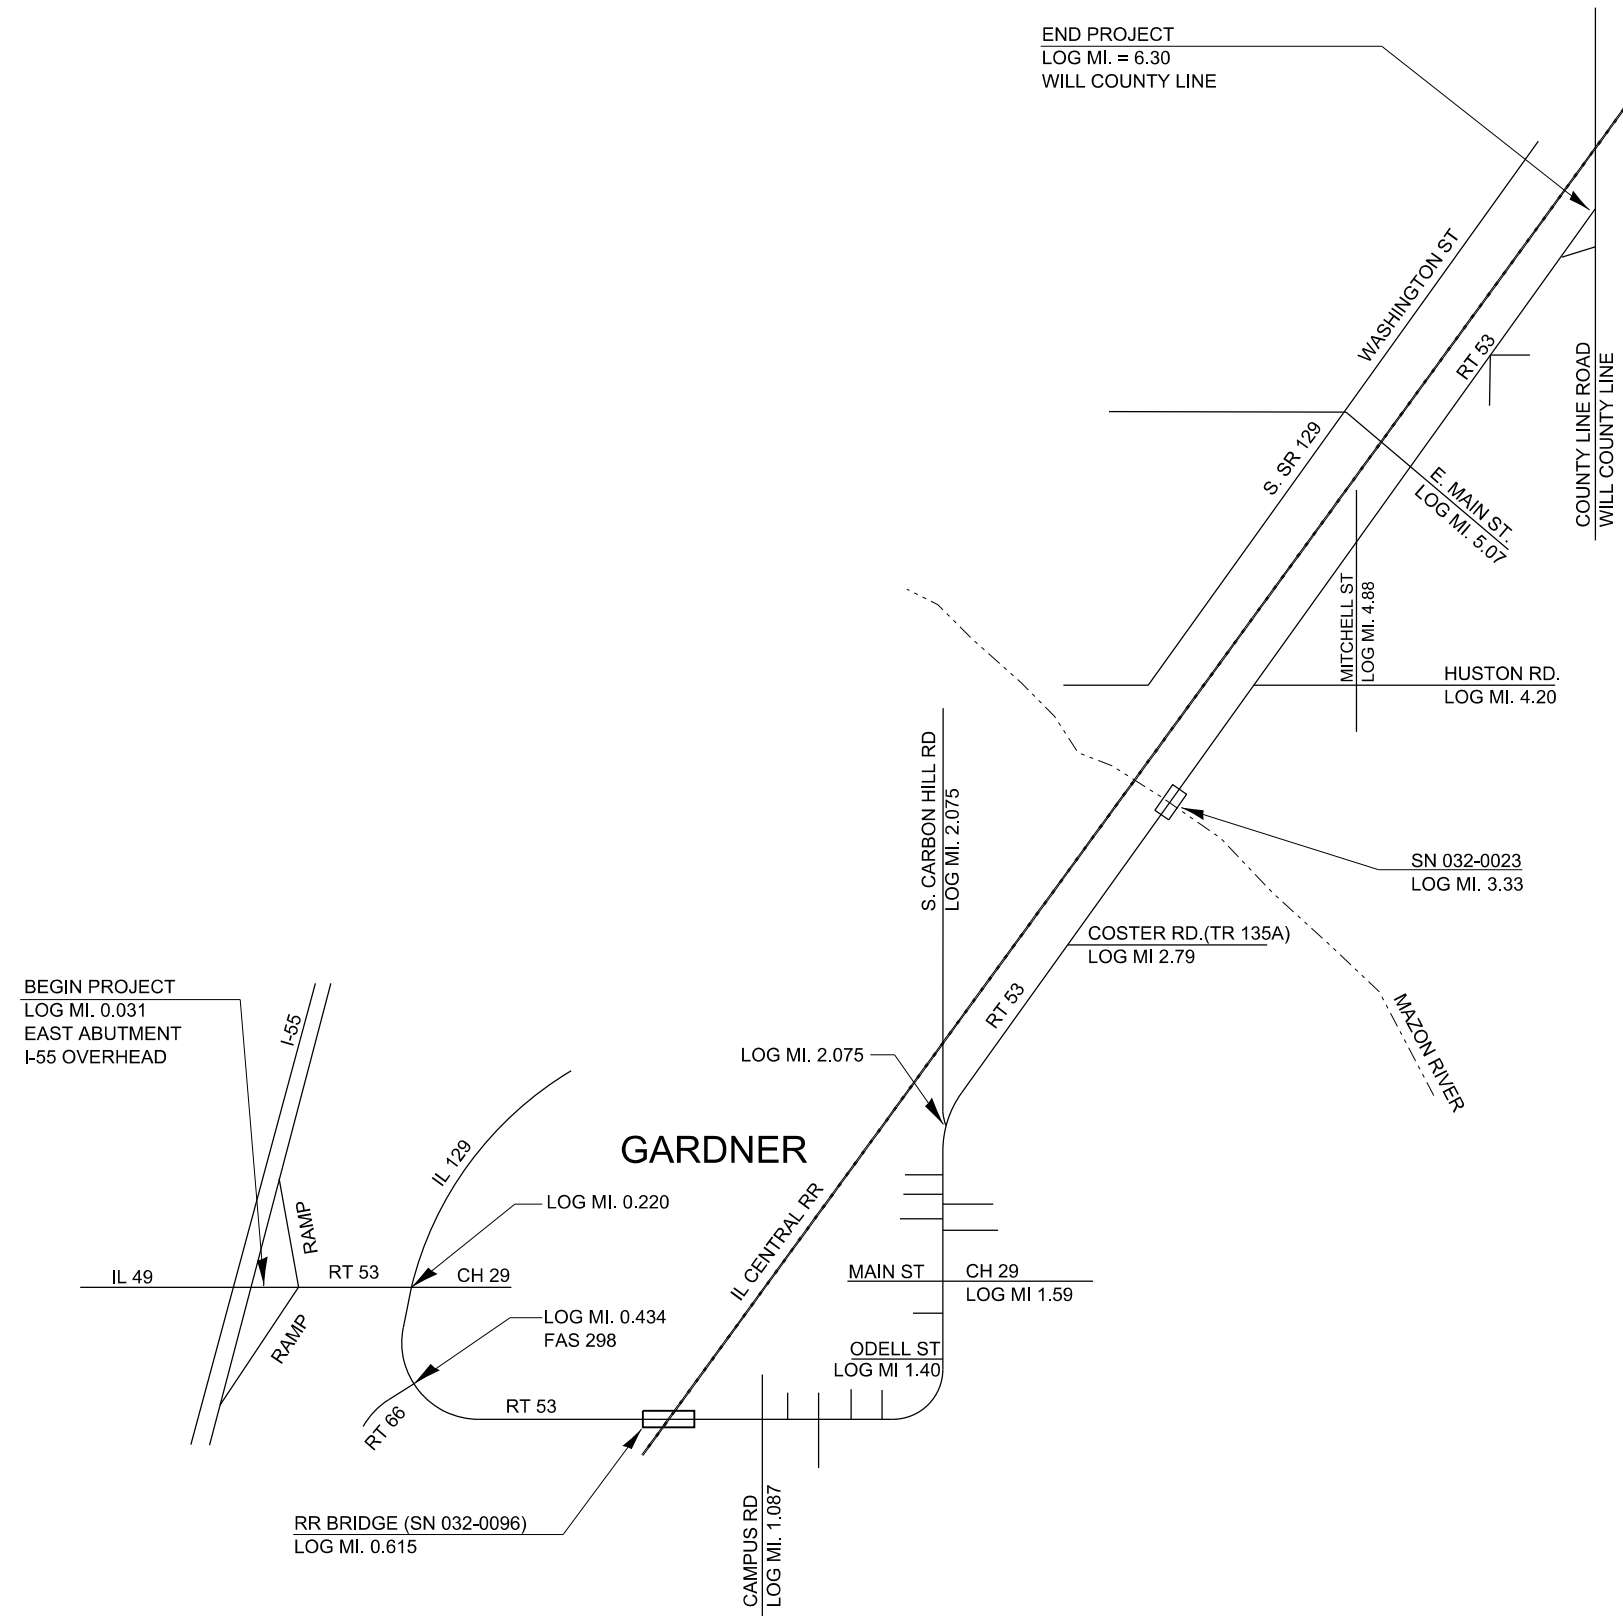 END PROJECT
LOG MI. = 6.30
WILL COUNTY LINE
WASHINGTON ST
RT 53
COUNTY LINE ROAD
WILL COUNTY LINE
S. SR 129
E. MAIN ST.
LOG MI. 5.07
MITCHELL ST
LOG MI. 4.88
HUSTON RD.
LOG MI. 4.20
S. CARBON HILL RD
LOG MI. 2.075
SN 032-0023
LOG MI. 3.33
COSTER RD.(TR 135A)
LOG MI 2.79
MAZON RIVER
RT 53
BEGIN PROJECT
LOG MI. 0.031
EAST ABUTMENT
I-55 OVERHEAD
I-55
LOG MI. 2.075
GARDNER
IL 129
LOG MI. 0.220
RAMP
IL CENTRAL RR
IL 49
RT 53
CH 29
MAIN ST
CH 29
LOG MI 1.59
RAMP
LOG MI. 0.434
FAS 298
ODELL ST
LOG MI 1.40
RT 66
RT 53
RR BRIDGE (SN 032-0096)
LOG MI. 0.615
CAMPUS RD
LOG MI. 1.087